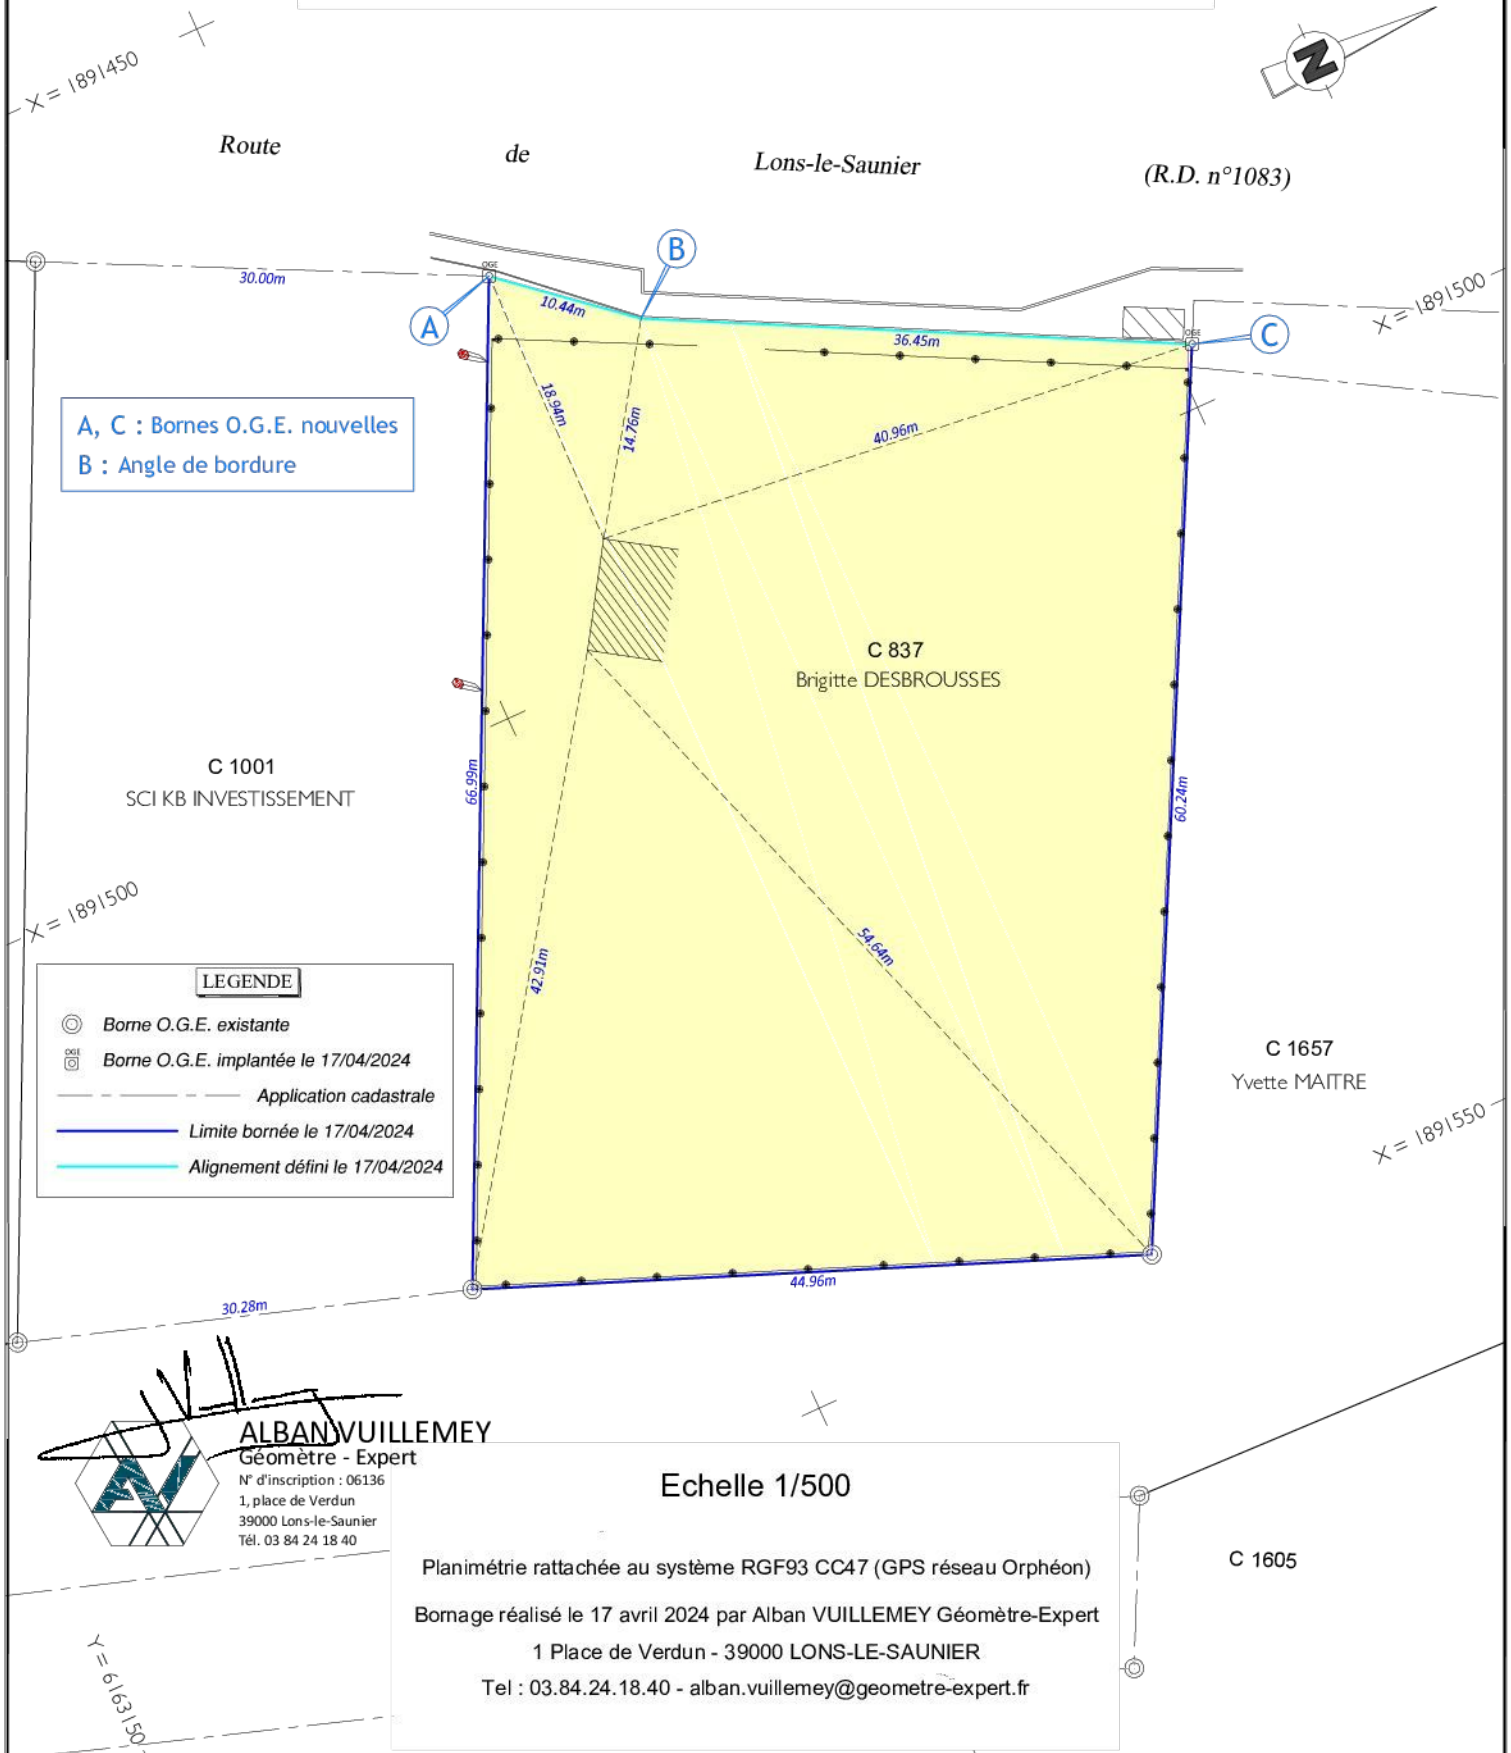 X = 1891450
N
Route de Lons-le-Saunier (R.D. n°1083)
B
X = 1891500
OGE
30.00m
10.44m
A
36.45m
OGE
C
18.94m
14.76m
40.96m
A, C : Bornes O.G.E. nouvelles
B : Angle de bordure
C 837
Brigitte DESBROUSSES
C 1001
SCI KB INVESTISSEMENT
66.99m
60.24m
X = 1891500
42.91m
54.64m
LEGENDE
Borne O.G.E. existante
OGE
Borne O.G.E. implantée le 17/04/2024
Application cadastrale
Limite bornée le 17/04/2024
Alignement défini le 17/04/2024
C 1657
Yvette MAITRE
X = 1891550
44.96m
30.28m
ALBAN VUILLEMEY
Géomètre - Expert
N° d'inscription : 06136
1, place de Verdun
39000 Lons-le-Saunier
Tél. 03 84 24 18 40
AV
Echelle 1/500
Planimétrie rattachée au système RGF93 CC47 (GPS réseau Orphéon)
Bornage réalisé le 17 avril 2024 par Alban VUILLEMEY Géomètre-Expert
1 Place de Verdun - 39000 LONS-LE-SAUNIER
Tel : 03.84.24.18.40 - alban.vuillemey@geometre-expert.fr
C 1605
Y = 6163150